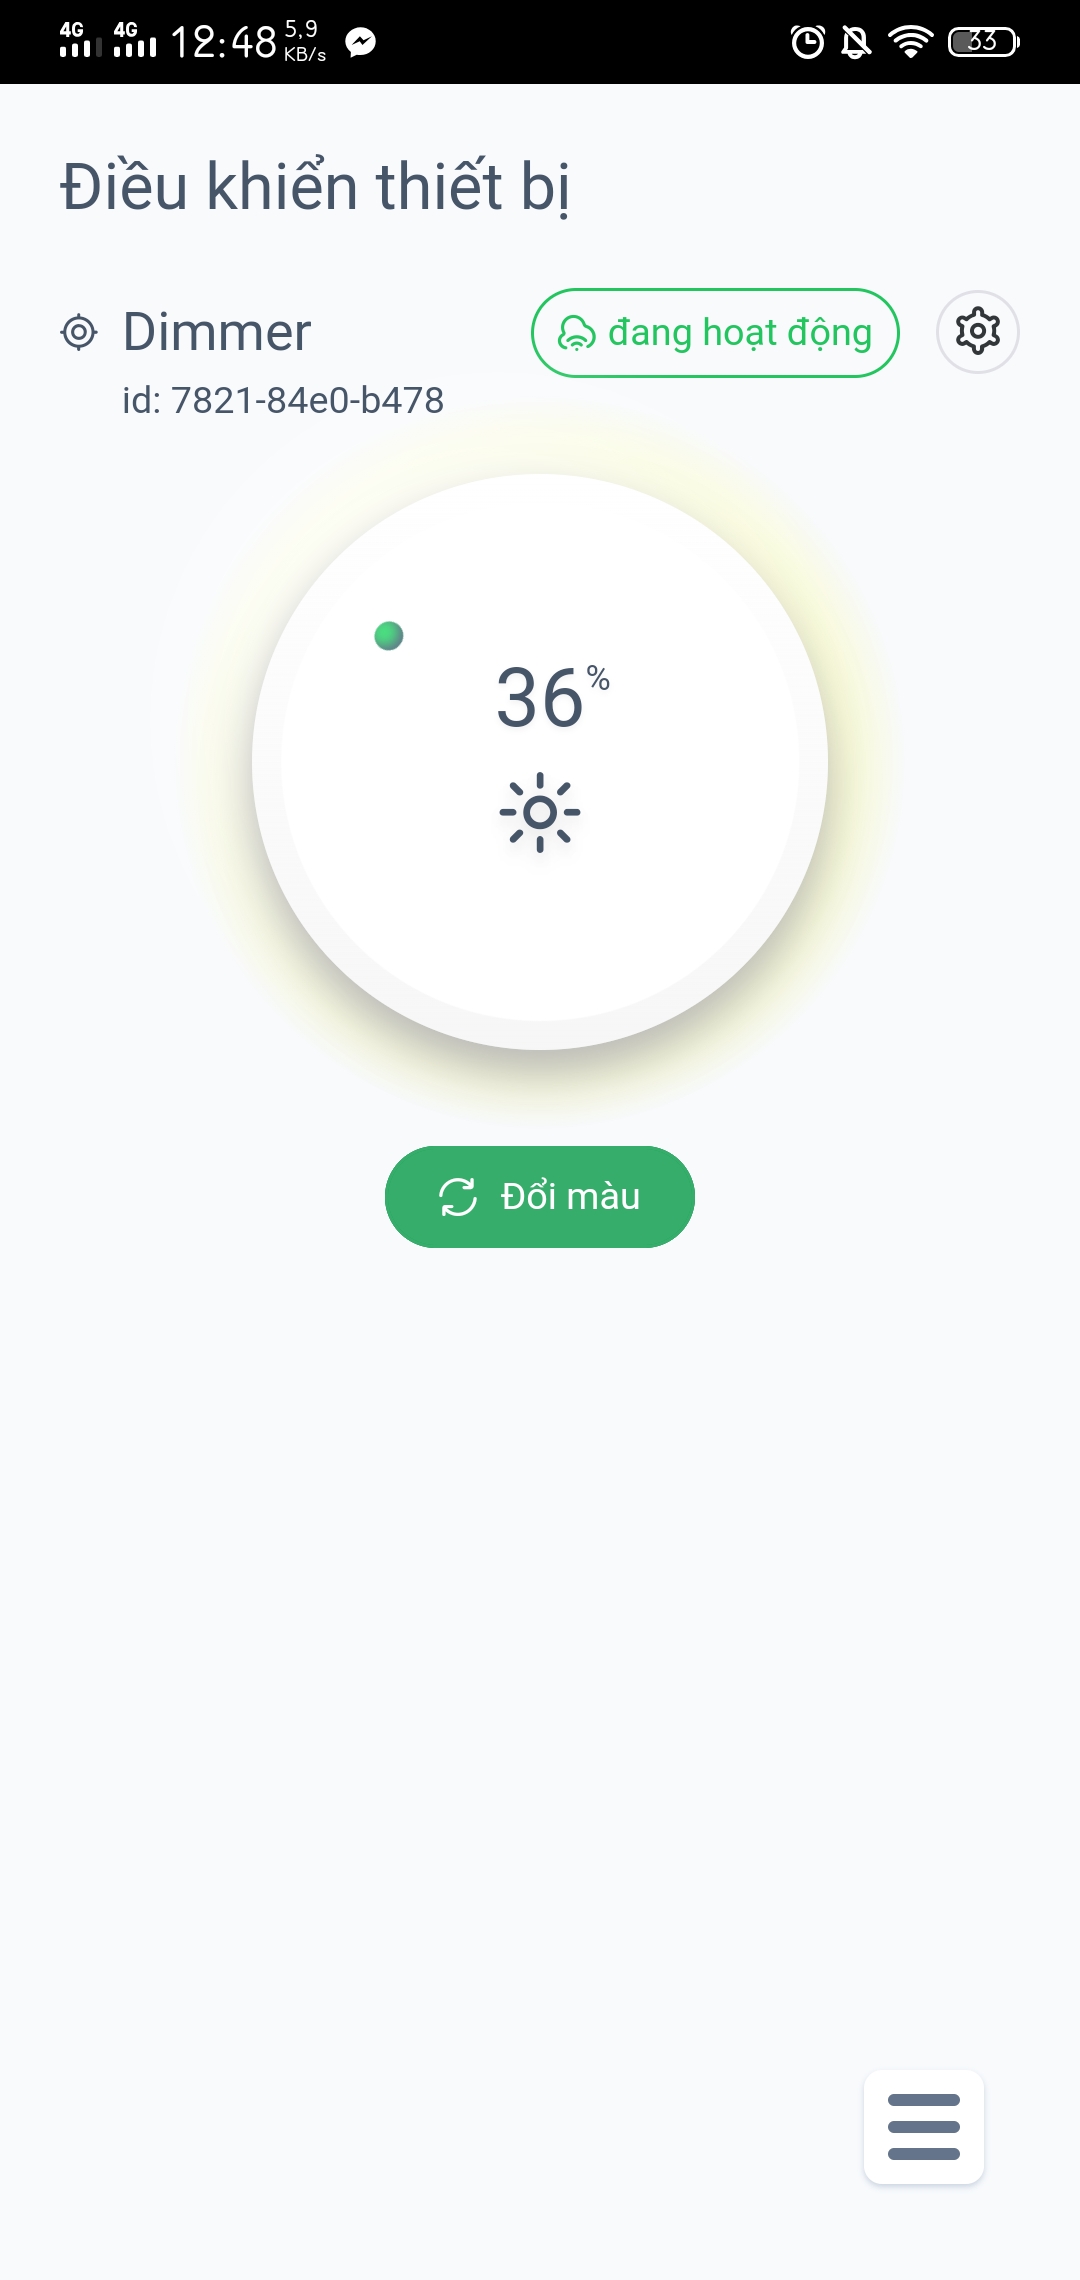 4G 4G 12:48 5,9 KB/s 33
Điều khiển thiết bị
Dimmer đang hoạt động
id: 7821-84e0-b478
36%
Đổi màu